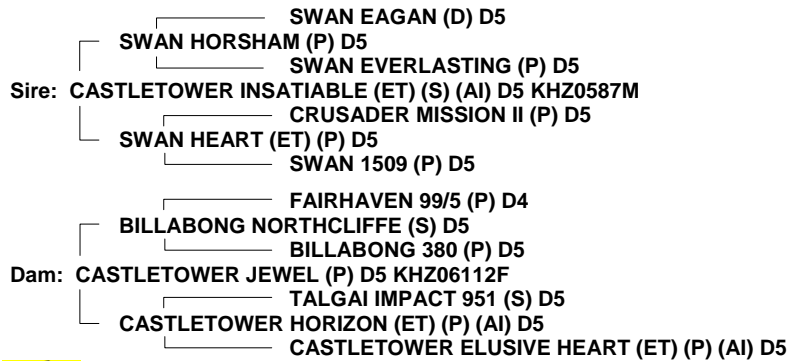 SWAN EAGAN (D) D5
SWAN HORSHAM (P) D5
SWAN EVERLASTING (P) D5
Sire: CASTLETOWER INSATIABLE (ET) (S) (AI) D5 KHZ0587M
CRUSADER MISSION II (P) D5
SWAN HEART (ET) (P) D5
SWAN 1509 (P) D5
FAIRHAVEN 99/5 (P) D4
BILLABONG NORTHCLIFFE (S) D5
BILLABONG 380 (P) D5
Dam: CASTLETOWER JEWEL (P) D5 KHZ06112F
TALGAI IMPACT 951 (S) D5
CASTLETOWER HORIZON (ET) (P) (AI) D5
CASTLETOWER ELUSIVE HEART (ET) (P) (AI) D5